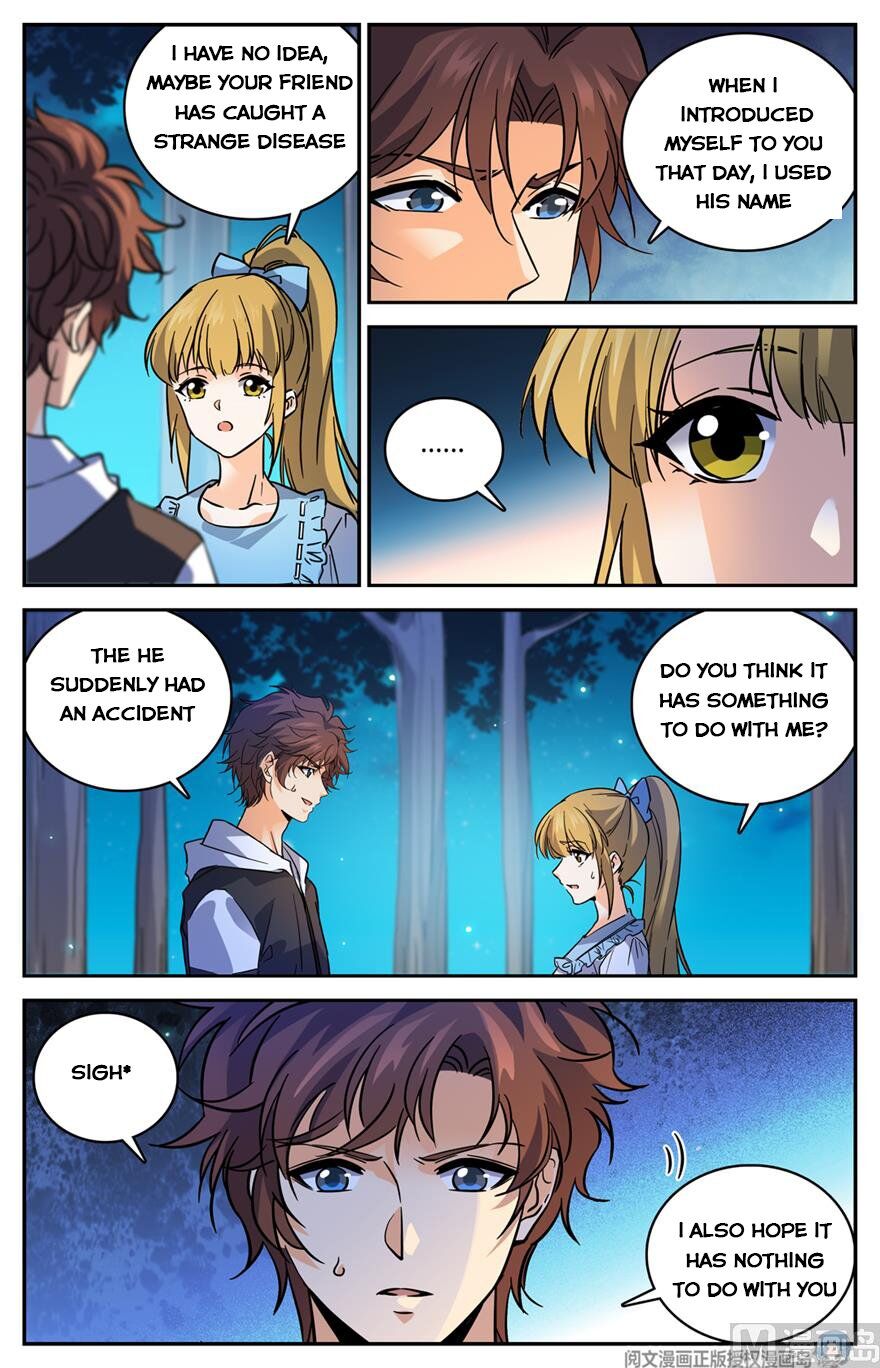 I HAVE NO IDEA,
MAYBE YOUR FRIEND
HAS CAUGHT A
STRANGE DISEASE
WHEN I
INTRODUCED
MYSELF TO YOU
THAT DAY, I USED
HIS NAME
......
THE HE
SUDDENLY HAD
AN ACCIDENT
DO YOU THINK IT
HAS SOMETHING
TO DO WITH ME?
SIGH*
I ALSO HOPE IT
HAS NOTHING
TO DO WITH YOU
漫画岛
阅文漫画正版授权漫画岛